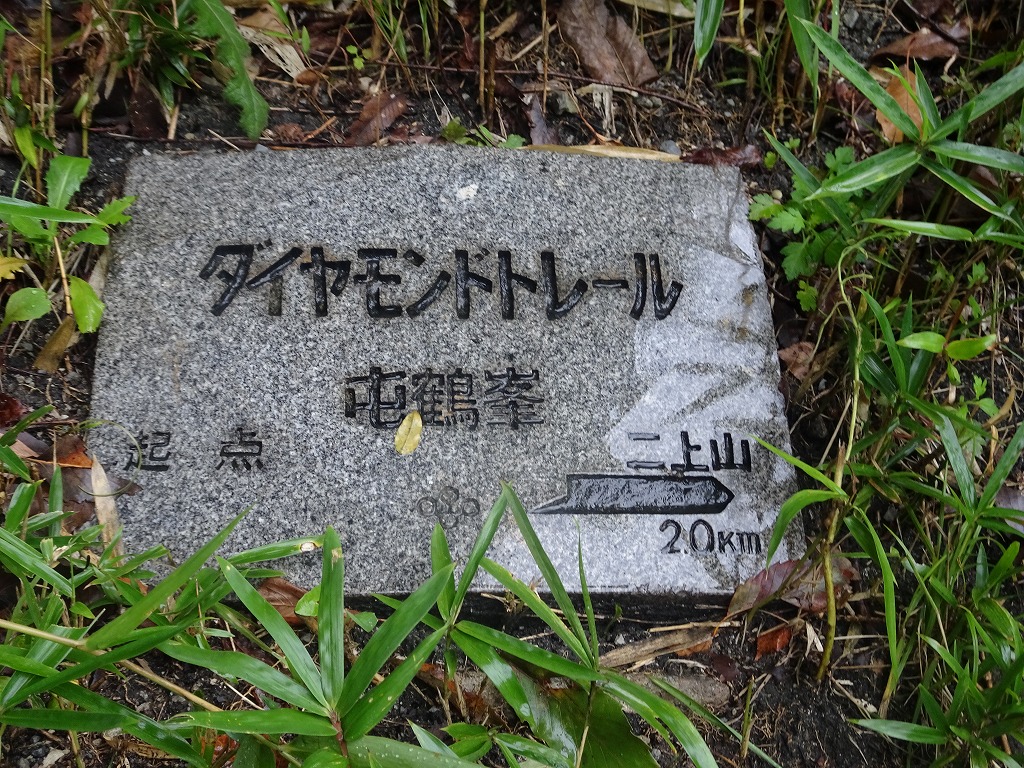 ダイヤモンドトレール
屯鶴峯
起点
二上山
2.0Km